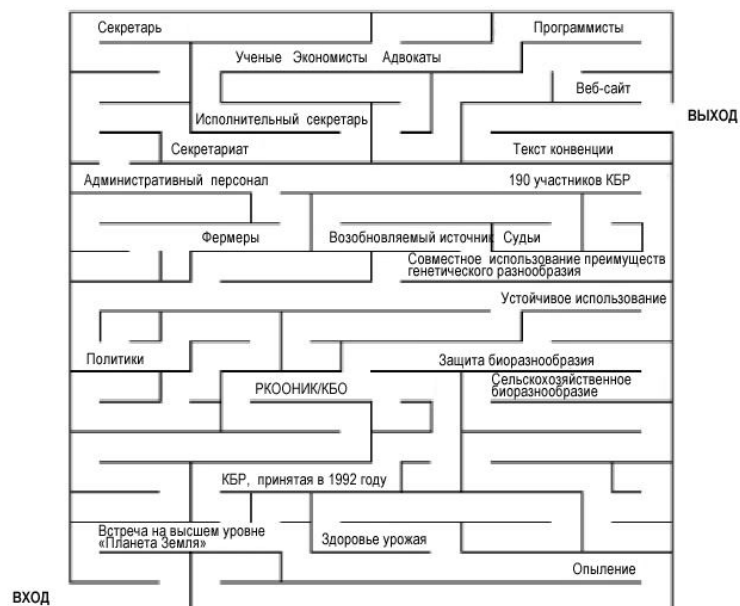 Секретарь
Программисты
Ученые Экономисты Адвокаты
Веб-сайт
ВЫХОД
Исполнительный секретарь
Секретариат
Текст конвенции
Административный персонал
190 участников КБР
Фермеры
Возобновляемый источник
Судьи
Совместное использование преимуществ
генетического разнообразия
Устойчивое использование
Политики
Защита биоразнообразия
РКООНИК/КБО
Сельскохозяйственное
биоразнообразие
КБР, принятая в 1992 году
Встреча на высшем уровне
«Планета Земля»
Здоровье урожая
Опыление
ВХОД